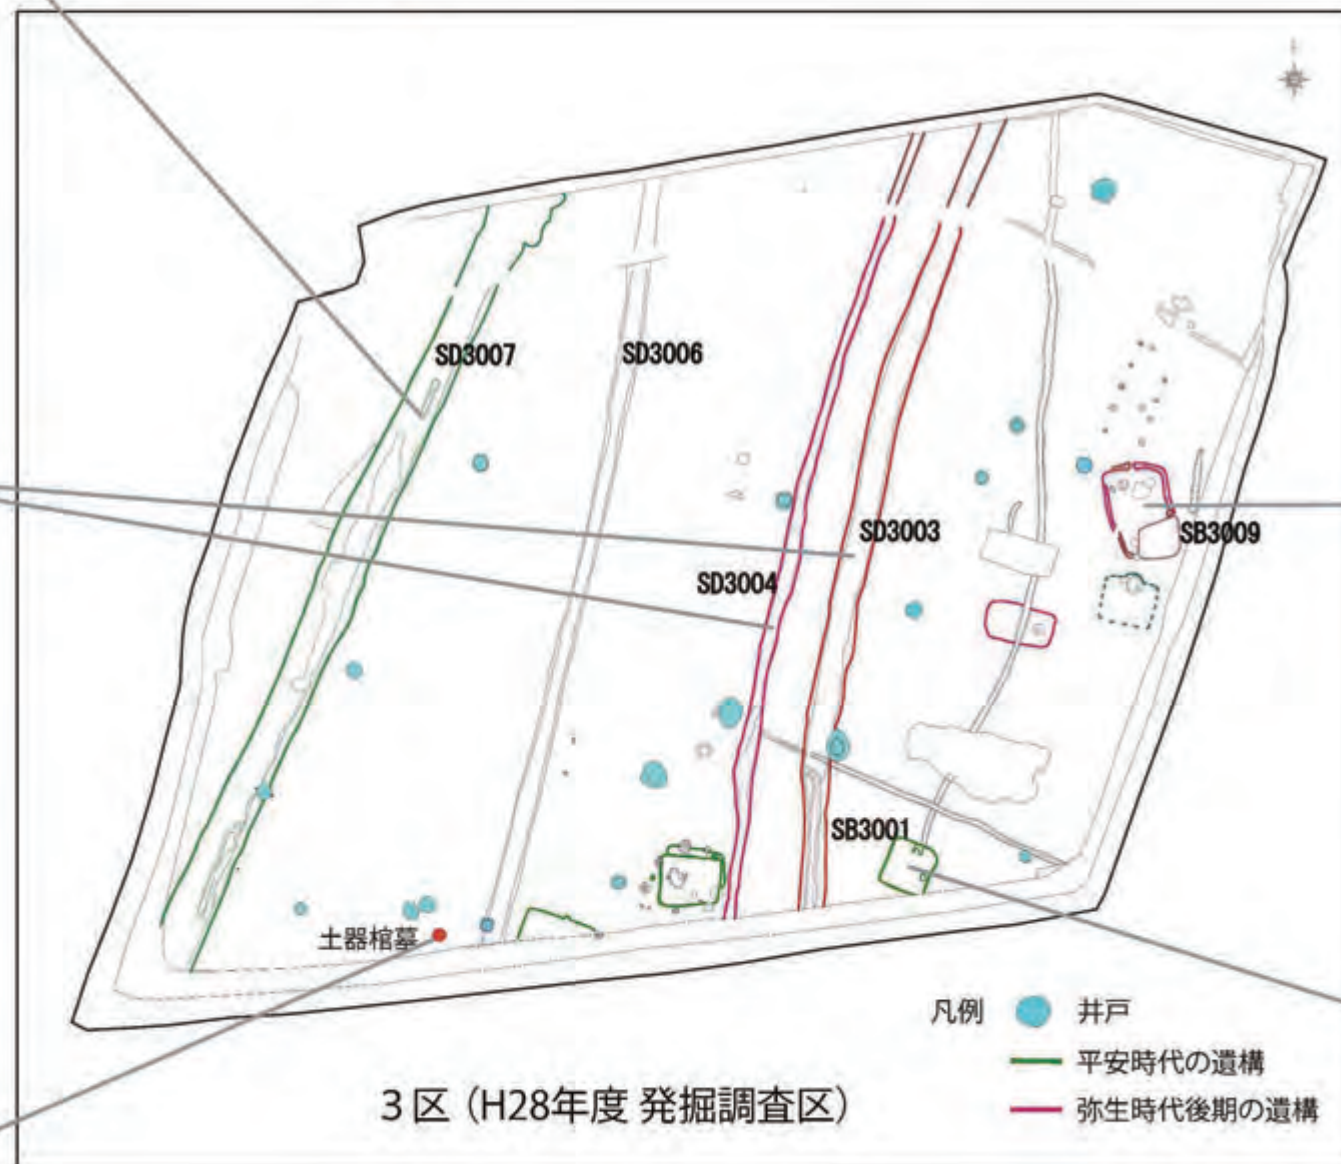 SD3007
SD3006
SD3003
SB3009
SD3004
SB3001
土器棺墓
凡例
井戸
平安時代の遺構
弥生時代後期の遺構
3区（H28年度 発掘調査区）